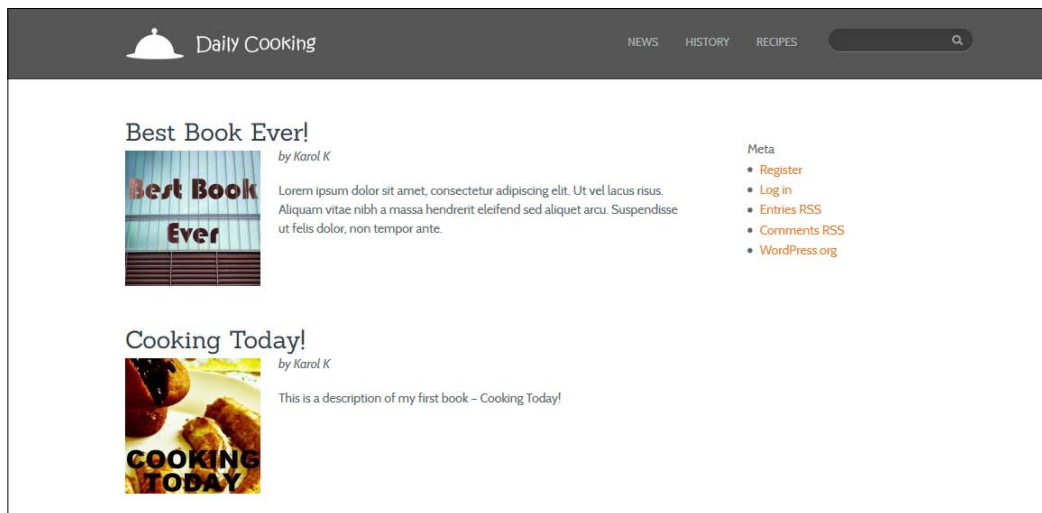 Daily Cooking
NEWS HISTORY RECIPES
Best Book Ever!
Best Book
Ever
by Karol K
Lorem ipsum dolor sit amet, consectetur adipiscing elit. Ut vel lacus risus.
Aliquam vitae nibh a massa hendrerit eleifend sed aliquet arcu. Suspendisse
ut felis dolor, non tempor ante.
Cooking Today!
COOKING
TODAY
by Karol K
This is a description of my first book – Cooking Today!
Meta
Register
Log in
Entries RSS
Comments RSS
WordPress.org